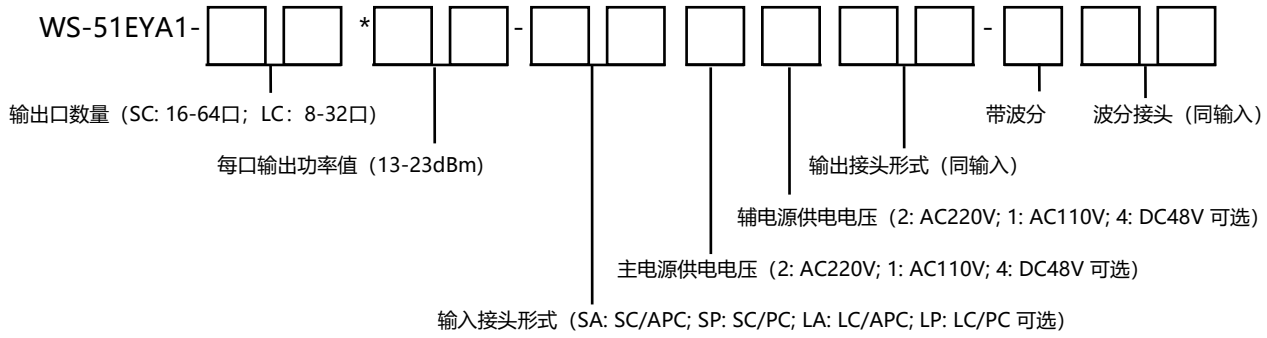 WS-51EYA1- * - -
输出口数量（SC: 16-64口；LC：8-32口）
带波分
波分接头（同输入）
每口输出功率值（13-23dBm)
输出接头形式（同输入）
辅电源供电电压（2: AC220V; 1: AC110V; 4: DC48V 可选）
主电源供电电压（2: AC220V; 1: AC110V; 4: DC48V 可选）
输入接头形式（SA: SC/APC; SP: SC/PC; LA: LC/APC; LP: LC/PC 可选）